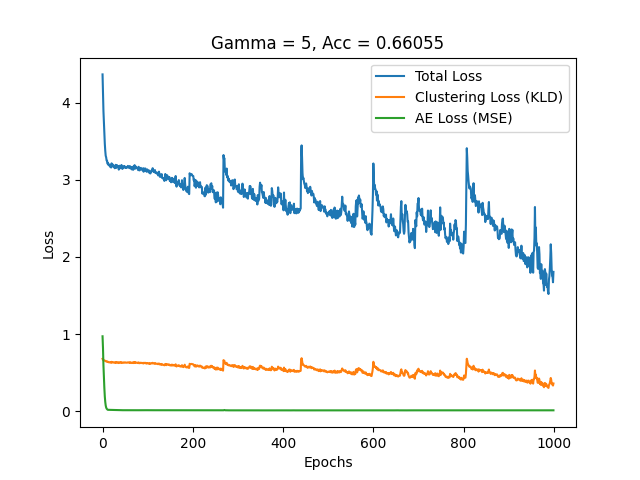 Gamma = 5, Acc = 0.66055
Total Loss
Clustering Loss (KLD)
AE Loss (MSE)
4
3
2
1
0
Loss
0 200 400 600 800 1000
Epochs